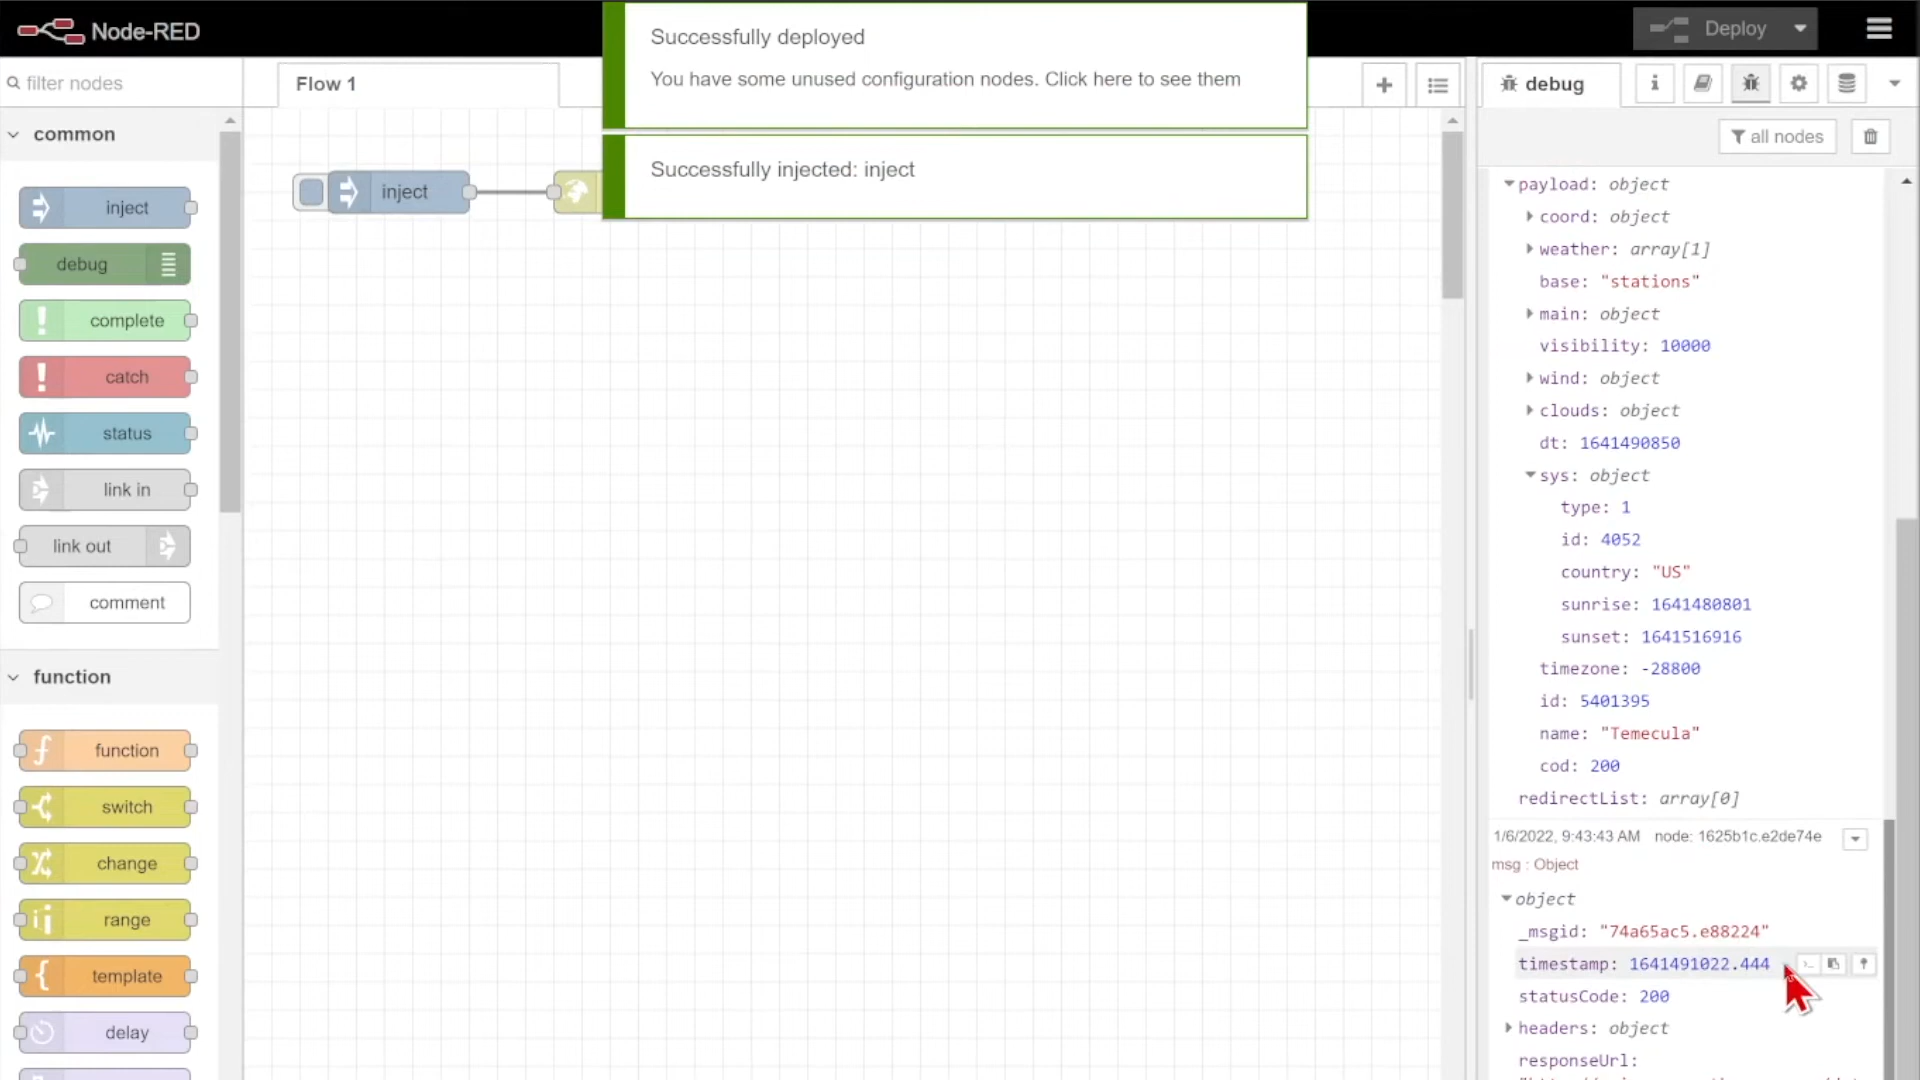 Node-RED
Deploy
Successfully deployed
You have some unused configuration nodes. Click here to see them
Successfully injected: inject
filter nodes
Flow 1
debug
all nodes
common
inject
debug
complete
catch
status
link in
link out
comment
function
function
switch
change
range
template
delay
inject
payload: object
coord: object
weather: array[1]
base: "stations"
main: object
visibility: 10000
wind: object
clouds: object
dt: 1641490850
sys: object
type: 1
id: 4052
country: "US"
sunrise: 1641480801
sunset: 1641516916
timezone: -28800
id: 5401395
name: "Temecula"
cod: 200
redirectList: array[0]
1/6/2022, 9:43:43 AM node: 1625b1c.e2de74e
msg : Object
object
_msgid: "74a65ac5.e88224"
timestamp: 1641491022.444
statusCode: 200
headers: object
responseUrl: